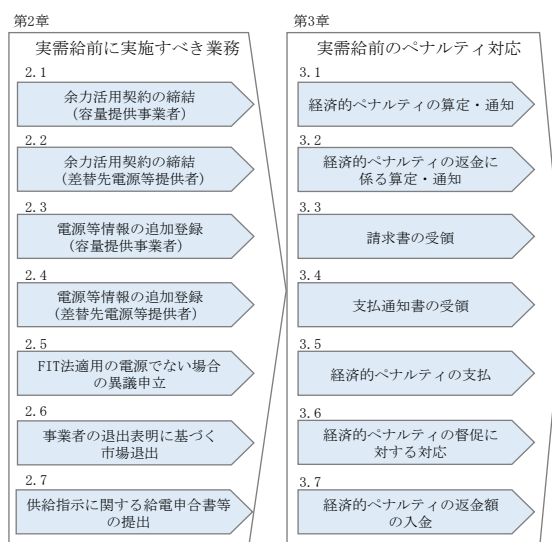 第2章
実需給前に実施すべき業務
2.1
余力活用契約の締結
(容量提供事業者)
2.2
余力活用契約の締結
(差替先電源等提供者)
2.3
電源等情報の追加登録
(容量提供事業者)
2.4
電源等情報の追加登録
(差替先電源等提供者)
2.5
FIT法適用の電源でない場合
の異議申立
2.6
事業者の退出表明に基づく
市場退出
2.7
供給指示に関する給電申合書等
の提出
第3章
実需給前のペナルティ対応
3.1
経済的ペナルティの算定・通知
3.2
経済的ペナルティの返金に
係る算定・通知
3.3
請求書の受領
3.4
支払通知書の受領
3.5
経済的ペナルティの支払
3.6
経済的ペナルティの督促に
対する対応
3.7
経済的ペナルティの返金額
の入金